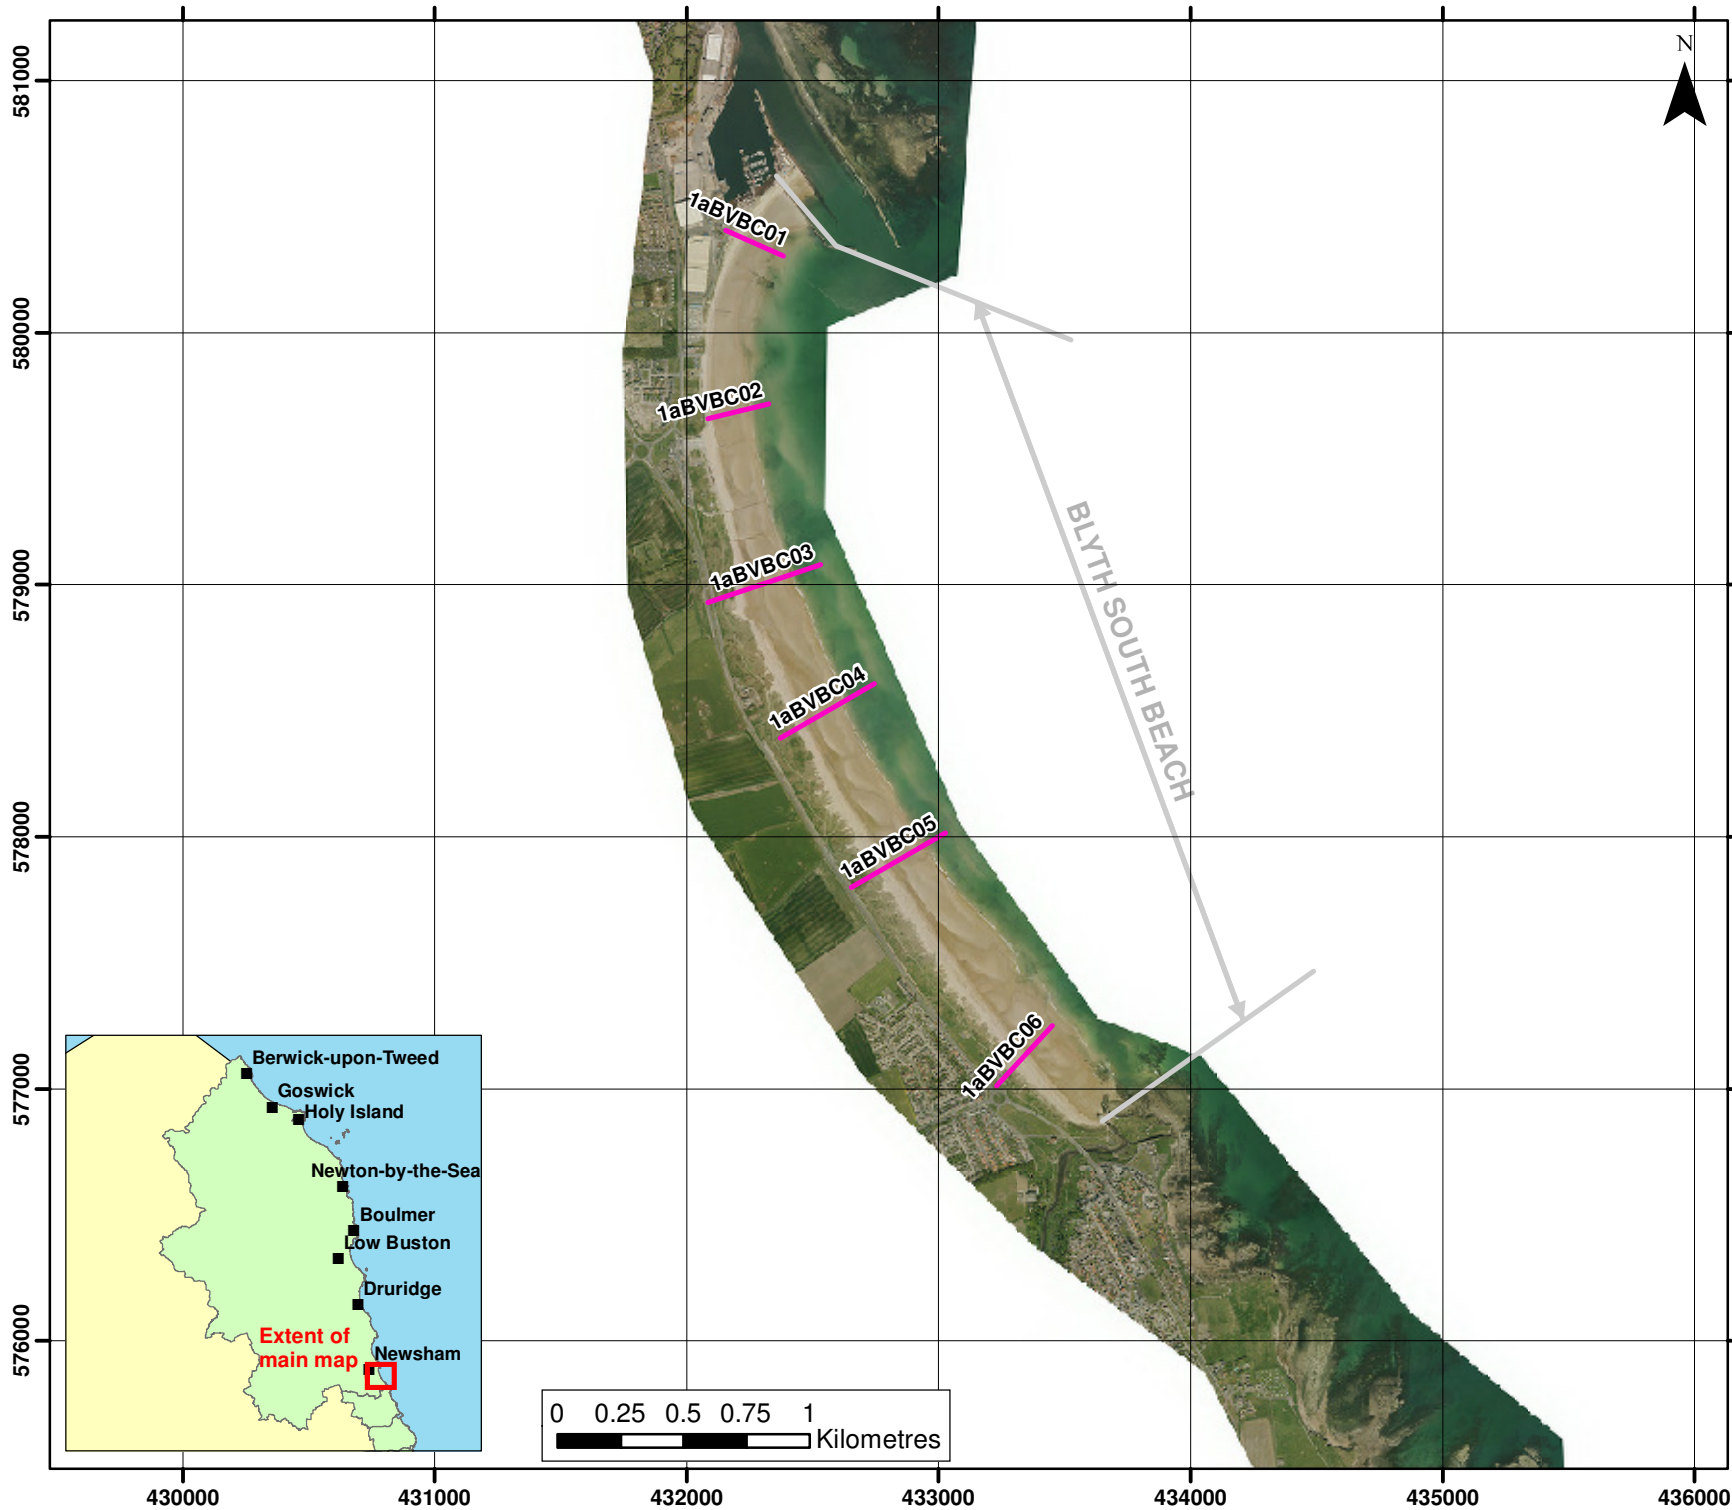 N
581000
580000
579000
578000
577000
576000
1aBVBC01
1aBVBC02
1aBVBC03
1aBVBC04
1aBVBC05
1aBVBC06
BLYTH SOUTH BEACH
Berwick-upon-Tweed
Goswick
Holy Island
Newton-by-the-Sea
Boulmer
Low Buston
Druridge
Extent of
main map
Newsham
0 0.25 0.5 0.75 1
Kilometres
430000 431000 432000 433000 434000 435000 436000